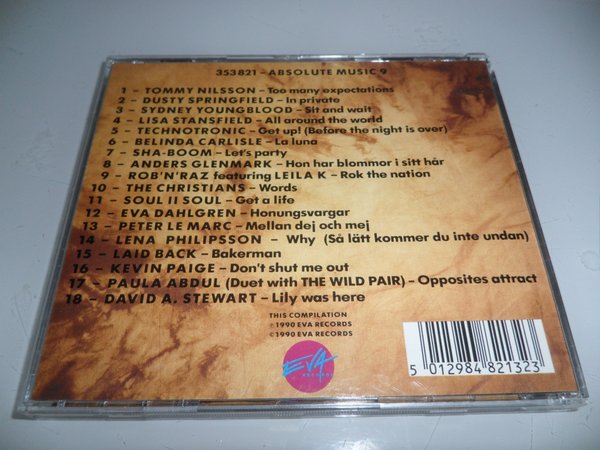 353821 – ABSOLUTE MUSIC 9
1 – TOMMY NILSSON – Too many expectations
2 – DUSTY SPRINGFIELD – In private
3 – SYDNEY YOUNGBLOOD – Sit and wait
4 – LISA STANSFIELD – All around the world
5 – TECHNOTRONIC – Get up! (Before the night is over)
6 – BELINDA CARLISLE – La luna
7 – SHA-BOOM – Let's party
8 – ANDERS GLENMARK – Hon har blommor i sitt hår
9 – ROB'N'RAZ featuring LEILA K – Rok the nation
10 – THE CHRISTIANS – Words
11 – SOUL II SOUL – Get a life
12 – EVA DAHLGREN – Honungsvargar
13 – PETER LE MARC – Mellan dej och mej
14 – LENA PHILIPSSON – Why (Så lätt kommer du inte undan)
15 – LAID BACK – Bakerman
16 – KEVIN PAIGE – Don't shut me out
17 – PAULA ABDUL (Duet with THE WILD PAIR) – Opposites attract
18 – DAVID A. STEWART – Lily was here
THIS COMPILATION
℗1990 EVA RECORDS
©1990 EVA RECORDS
EVA
RECORDS
5 012984 821323